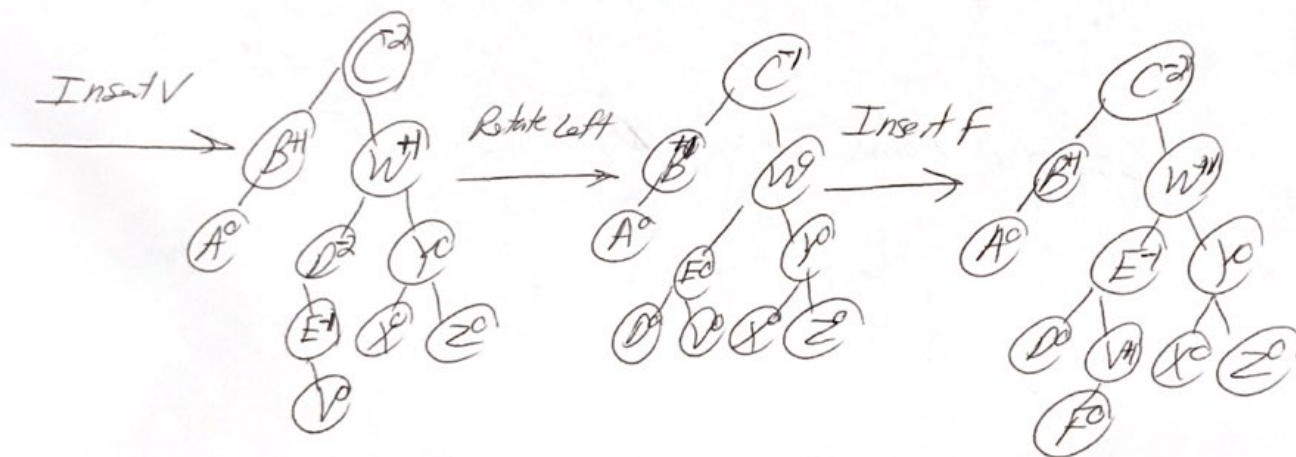 Insert V
C-2
B+1
W+1
A0
D-2
Y0
E-1
X0
Z0
V0
Rotate Left
C-1
B+1
W0
A0
E0
Y0
D0
V0
X0
Z0
Insert F
C-2
B+1
W+1
A0
E-1
Y0
D0
V+1
X0
Z0
F0